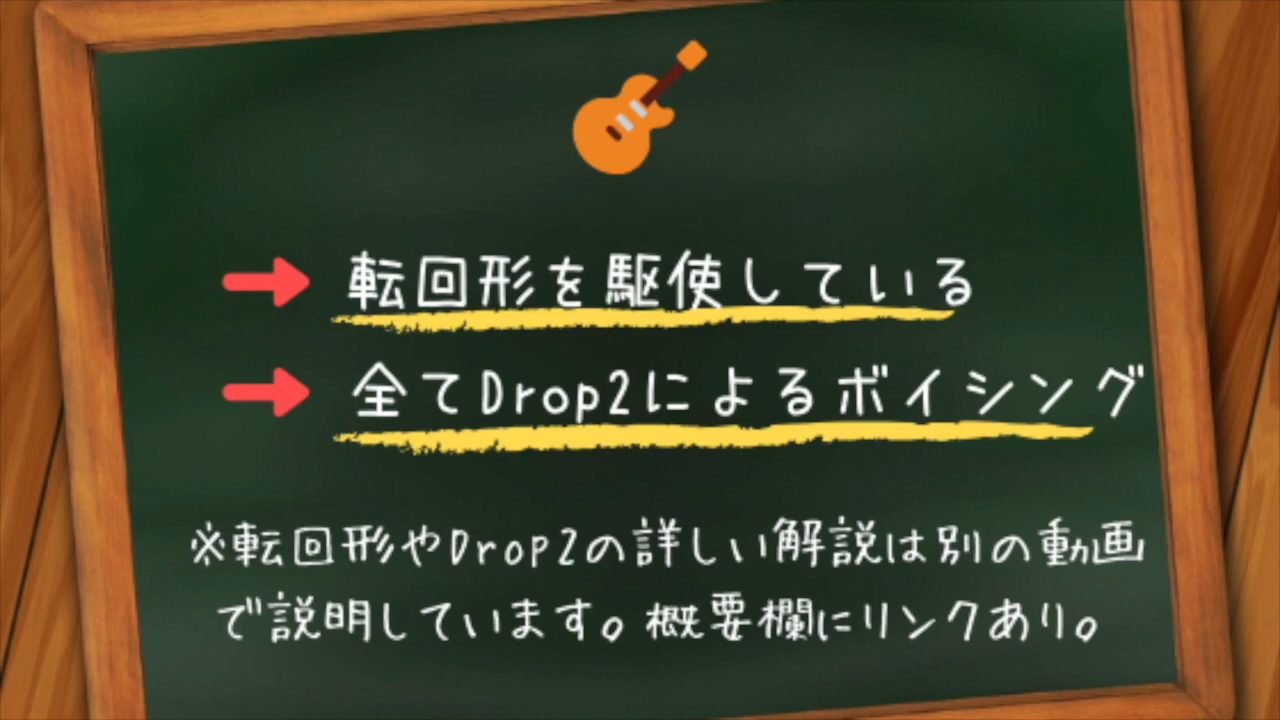 転回形を駆使している
全てDrop2によるボイシング
※転回形やDrop2の詳しい解説は別の動画
で説明しています。概要欄にリンクあり。